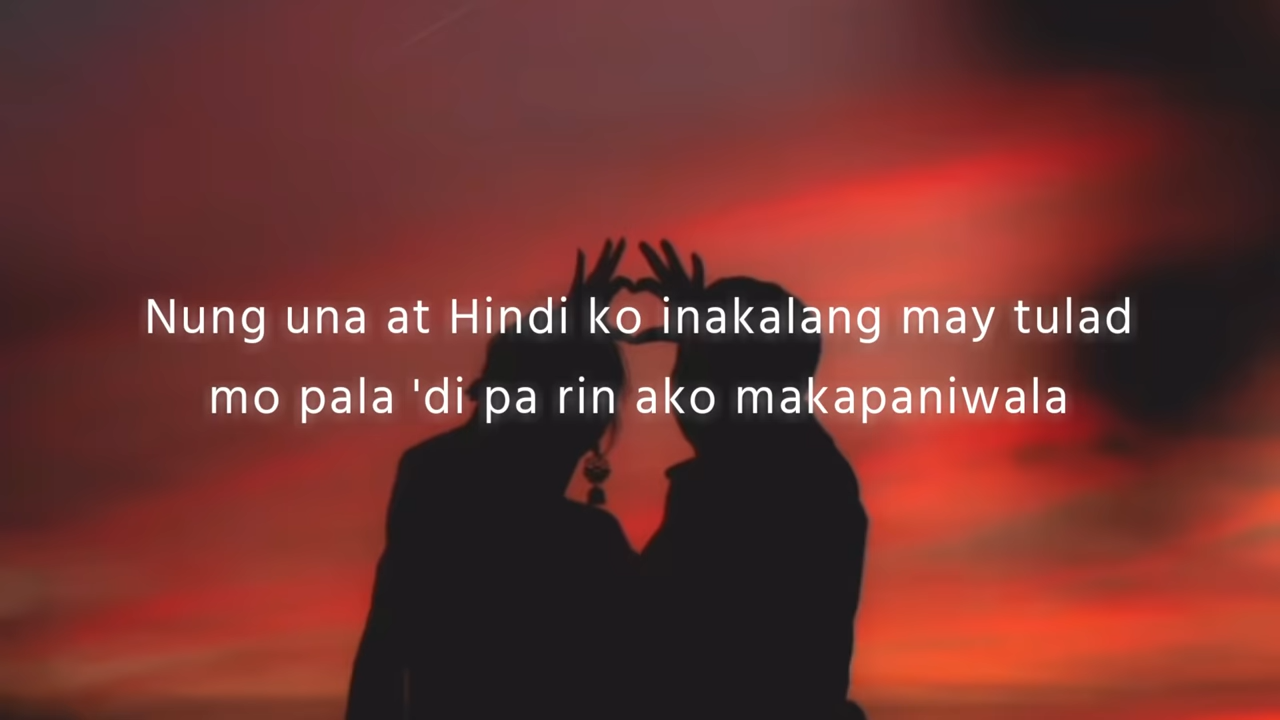 Nung una at Hindi ko inakalang may tulad
mo pala 'di pa rin ako makapaniwala